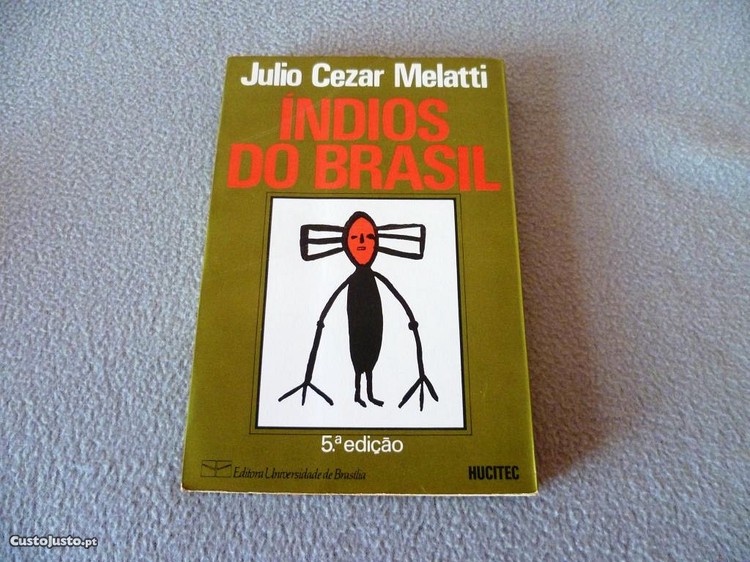 Julio Cezar Melatti
ÍNDIOS
DO BRASIL
5.ª edição
Editora Universidade de Brasília
HUCITEC
CustoJusto.pt